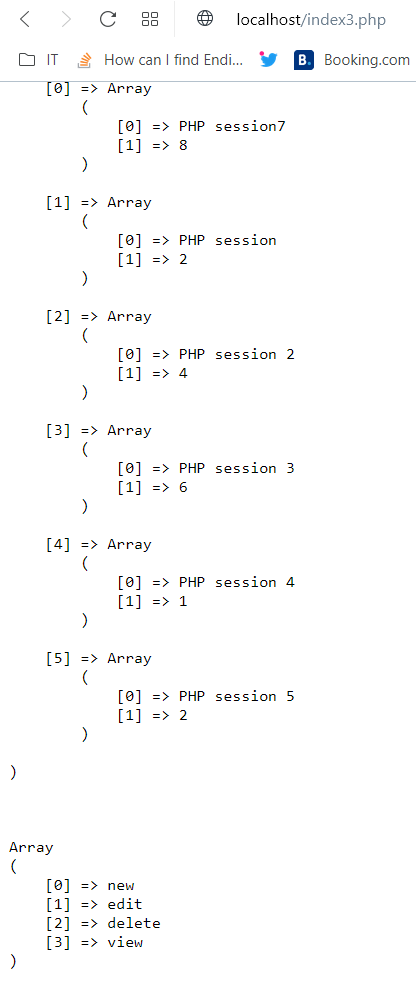 localhost/index3.php
IT How can I find Endi... B. Booking.com
[0] => Array
(
[0] => PHP session7
[1] => 8
)
[1] => Array
(
[0] => PHP session
[1] => 2
)
[2] => Array
(
[0] => PHP session 2
[1] => 4
)
[3] => Array
(
[0] => PHP session 3
[1] => 6
)
[4] => Array
(
[0] => PHP session 4
[1] => 1
)
[5] => Array
(
[0] => PHP session 5
[1] => 2
)
)
Array
(
[0] => new
[1] => edit
[2] => delete
[3] => view
)